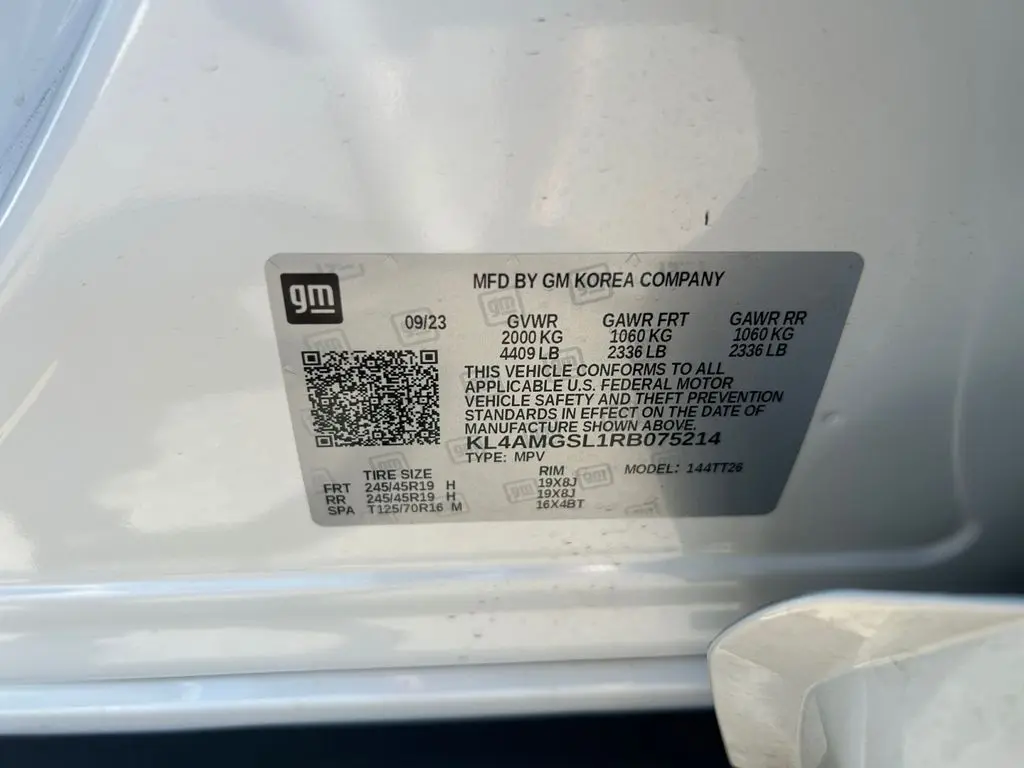 gm
MFD BY GM KOREA COMPANY
09/23 GVWR GAWR FRT GAWR RR
2000 KG 1060 KG 1060 KG
4409 LB 2336 LB 2336 LB
THIS VEHICLE CONFORMS TO ALL
APPLICABLE U.S. FEDERAL MOTOR
VEHICLE SAFETY AND THEFT PREVENTION
STANDARDS IN EFFECT ON THE DATE OF
MANUFACTURE SHOWN ABOVE.
KL4AMGSL1RB075214
TYPE: MPV
TIRE SIZE RIM MODEL: 144TT26
FRT 245/45R19 H 19X8J
RR 245/45R19 H 19X8J
SPA T125/70R16 M 16X4BT